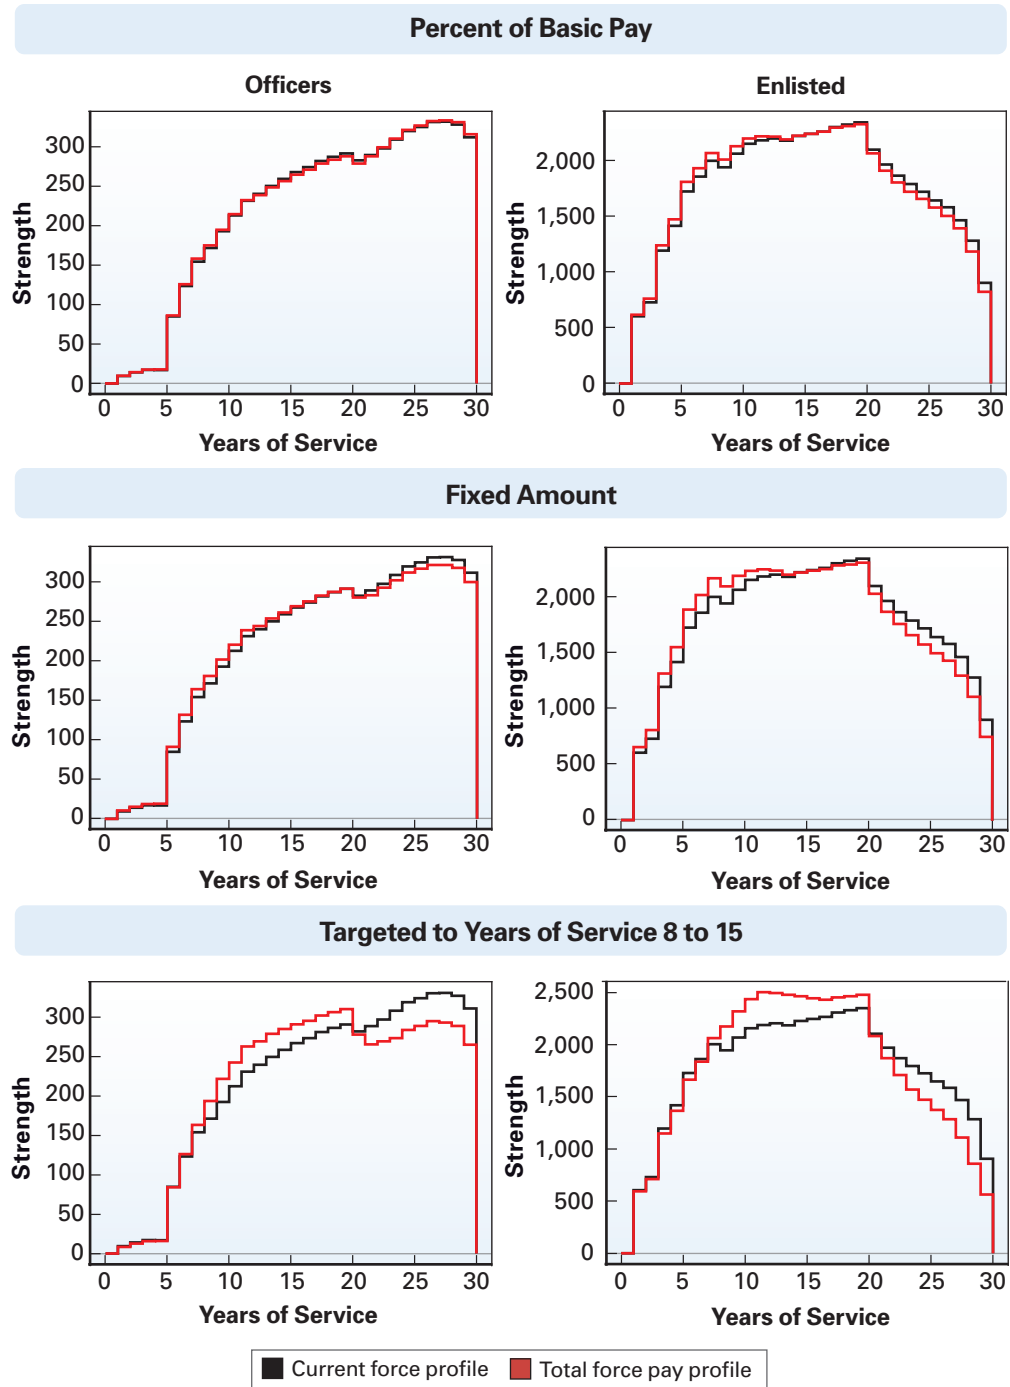 Percent of Basic Pay
Officers
Enlisted
Strength
300
250
200
150
100
50
0
0 5 10 15 20 25 30
Years of Service
Strength
2,000
1,500
1,000
500
0
0 5 10 15 20 25 30
Years of Service
Fixed Amount
Strength
300
250
200
150
100
50
0
0 5 10 15 20 25 30
Years of Service
Strength
2,000
1,500
1,000
500
0
0 5 10 15 20 25 30
Years of Service
Targeted to Years of Service 8 to 15
Strength
300
250
200
150
100
50
0
0 5 10 15 20 25 30
Years of Service
Strength
2,500
2,000
1,500
1,000
500
0
0 5 10 15 20 25 30
Years of Service
Current force profile Total force pay profile